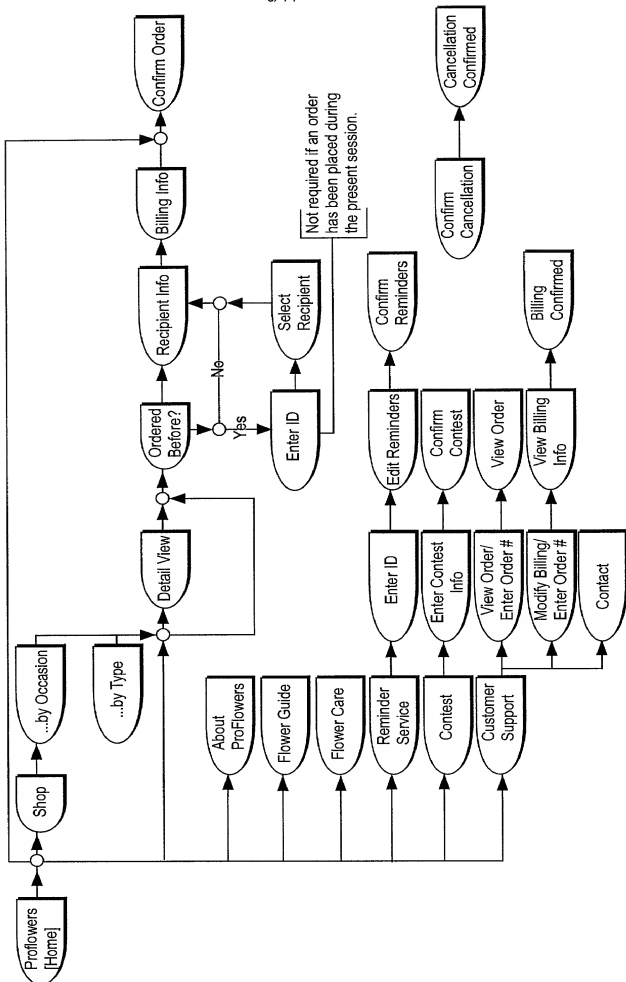 Proflowers
[Home]
Shop
...by Occasion
...by Type
Detail View
Ordered
Before?
Recipient Info
Billing Info
Confirm Order
No
Yes
Enter ID
Select
Recipient
Not required if an order
has been placed during
the present session.
About
ProFlowers
Flower Guide
Flower Care
Reminder
Service
Enter ID
Edit Reminders
Confirm
Reminders
Contest
Enter Contest
Info
Confirm
Contest
Customer
Support
View Order/
Enter Order #
View Order
Modify Billing/
Enter Order #
View Billing
Info
Billing
Confirmed
Contact
Confirm
Cancellation
Cancellation
Confirmed